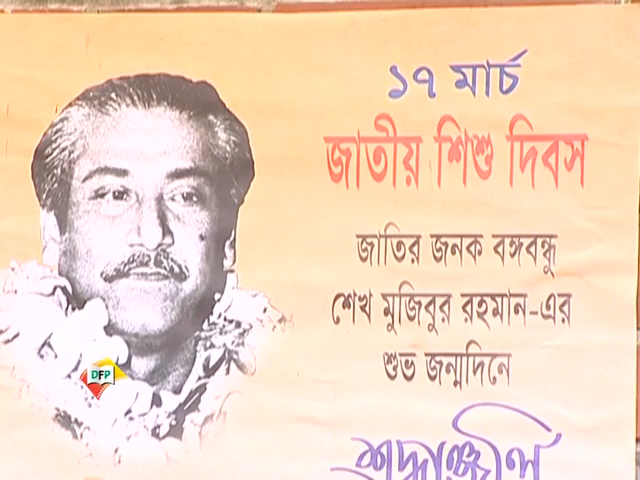 ১৭ মার্চ
জাতীয় শিশু দিবস
জাতির জনক বঙ্গবন্ধু
শেখ মুজিবুর রহমান-এর
শুভ জন্মদিনে
শ্রদ্ধাঞ্জলি
DFP